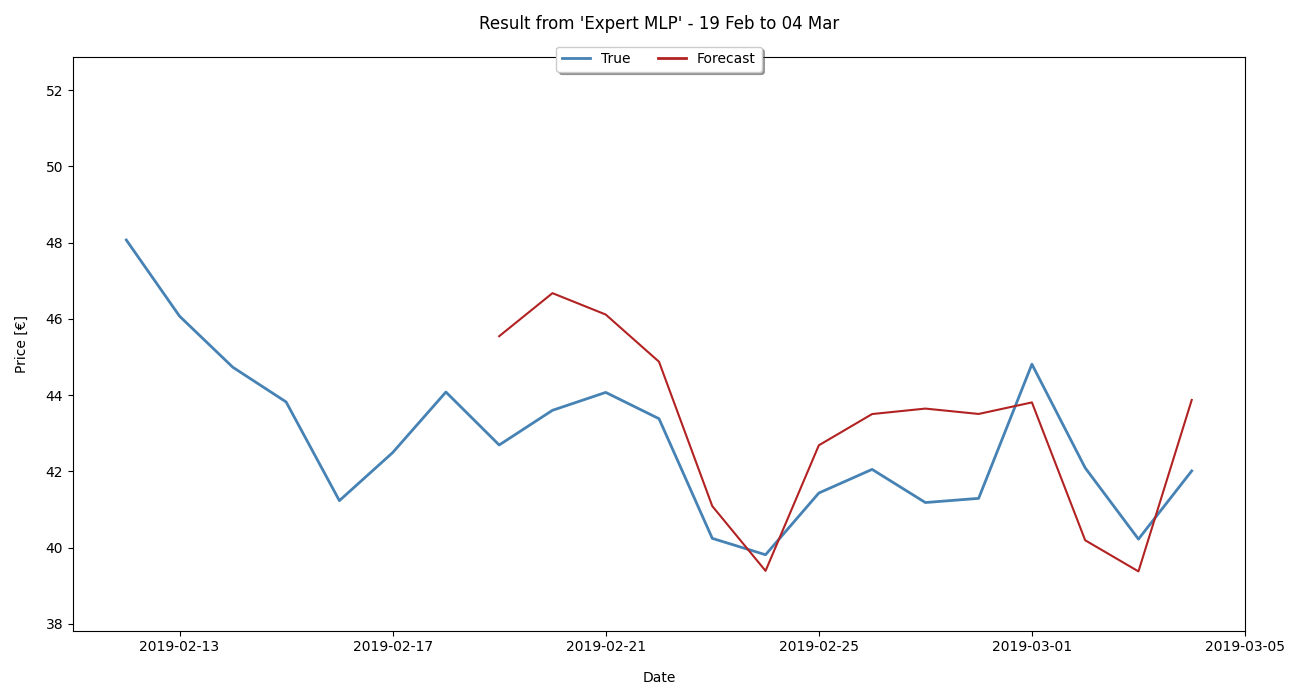 Result from 'Expert MLP' - 19 Feb to 04 Mar
True Forecast
52
50
48
46
44
42
40
38
Price [€]
2019-02-13 2019-02-17 2019-02-21 2019-02-25 2019-03-01 2019-03-05
Date